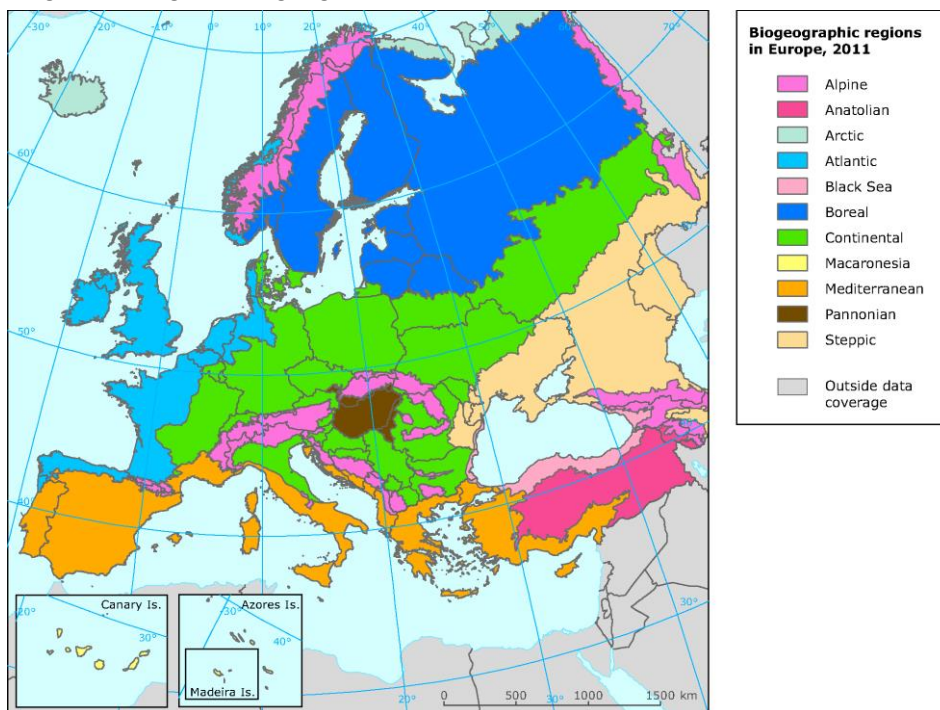 -30°
-20°
-10°
0°
10°
20°
30°
40°
50°
60°
70°
60°
50°
40°
Biogeographic regions
in Europe, 2011
Alpine
Anatolian
Arctic
Atlantic
Black Sea
Boreal
Continental
Macaronesia
Mediterranean
Pannonian
Steppic
Outside data
coverage
Canary Is.
-20°
30°
Azores Is.
-30°
40°
Madeira Is.
30°
0 500 1000 1500 km
20°
30°